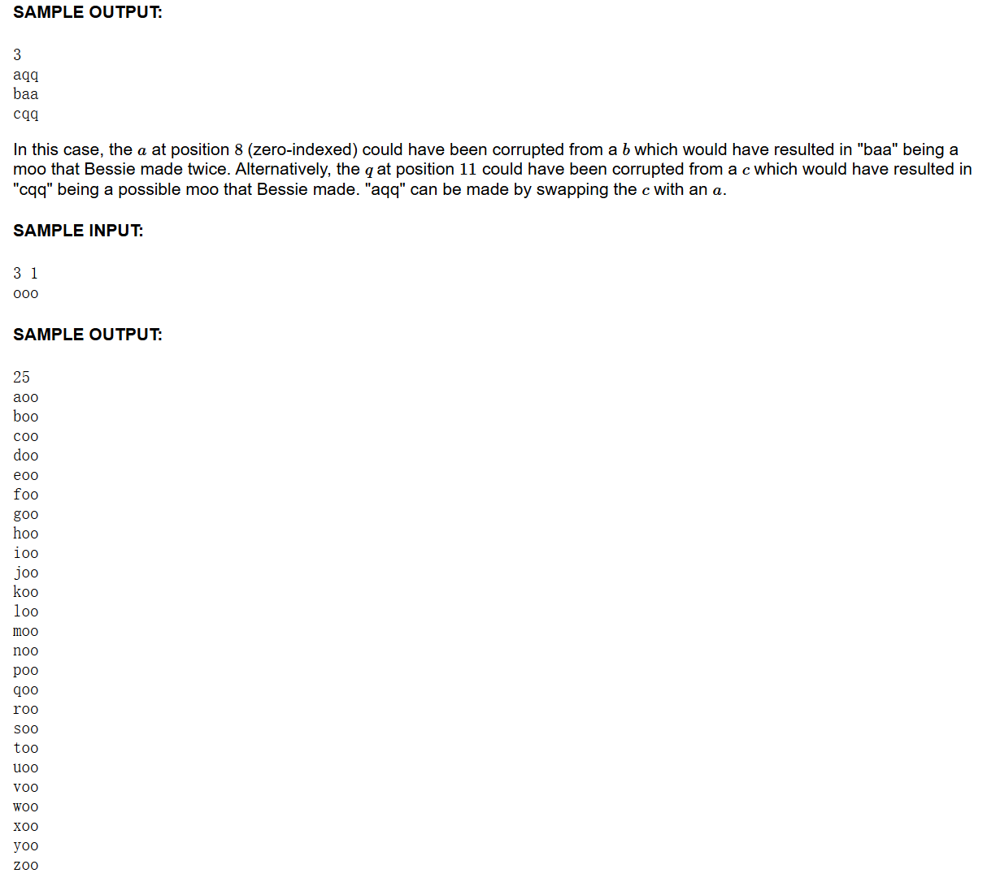 SAMPLE OUTPUT:
3
aqq
baa
cqq
In this case, the a at position 8 (zero-indexed) could have been corrupted from a b which would have resulted in "baa" being a
moo that Bessie made twice. Alternatively, the q at position 11 could have been corrupted from a c which would have resulted in
"cqq" being a possible moo that Bessie made. "aqq" can be made by swapping the c with an a.
SAMPLE INPUT:
3 1
ooo
SAMPLE OUTPUT:
25
aoo
boo
coo
doo
eoo
foo
goo
hoo
ioo
joo
koo
loo
moo
noo
poo
qoo
roo
soo
too
uoo
voo
woo
xoo
yoo
zoo